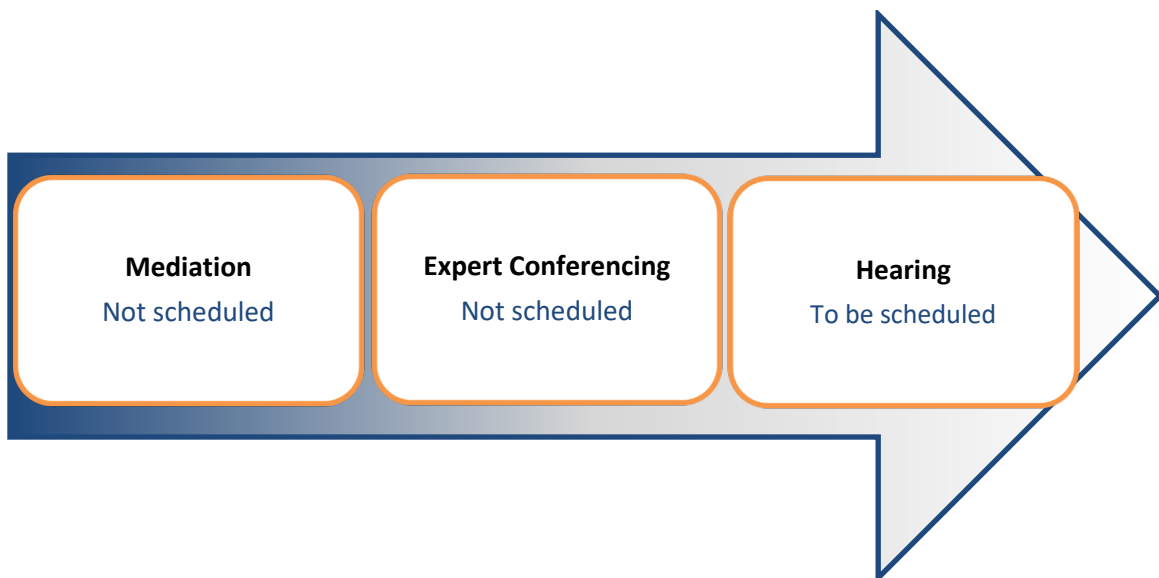 Mediation
Not scheduled
Expert Conferencing
Not scheduled
Hearing
To be scheduled